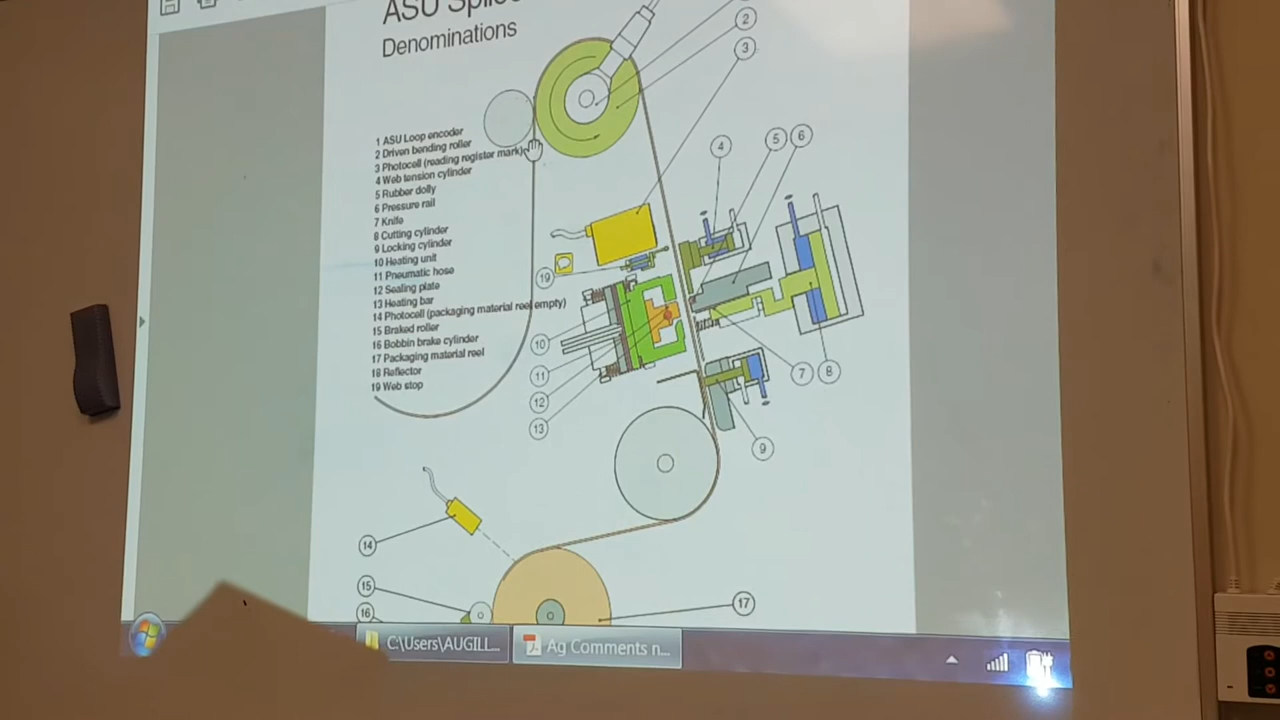 ASU Splice
Denominations
1 ASU Loop encoder
2 Driven bending roller
3 Photocell (reading register mark)
4 Web tension cylinder
5 Rubber dolly
6 Pressure rail
7 Knife
8 Cutting cylinder
9 Locking cylinder
10 Heating unit
11 Pneumatic hose
12 Sealing plate
13 Heating bar
14 Photocell (packaging material reel empty)
15 Braked roller
16 Bobbin brake cylinder
17 Packaging material reel
18 Reflector
19 Web stop
2
3
4
5
6
19
10
11
12
13
7
8
9
14
15
16
17
C:\Users\AUGILL...
Ag Comments n...